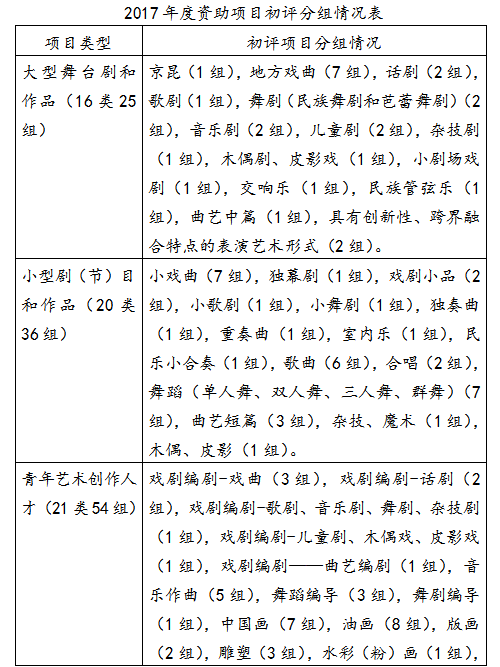 2017年度资助项目初评分组情况表
项目类型
初评项目分组情况
大型舞台剧和
作品（16类25
组）
京昆（1组），地方戏曲（7组），话剧（2组），
歌剧（1组），舞剧（民族舞剧和芭蕾舞剧）（2
组），音乐剧（2组），儿童剧（2组），杂技剧
（1组），木偶剧、皮影戏（1组），小剧场戏
剧（1组），交响乐（1组），民族管弦乐（1
组），曲艺中篇（1组），具有创新性、跨界融
合特点的表演艺术形式（2组）。
小型剧（节）目
和作品（20类
36组）
小戏曲（7组），独幕剧（1组），戏剧小品（2
组），小歌剧（1组），小舞剧（1组），独奏曲
（1组），重奏曲（1组），室内乐（1组），民
乐小合奏（1组），歌曲（6组），合唱（2组），
舞蹈（单人舞、双人舞、三人舞、群舞）（7
组），曲艺短篇（3组），杂技、魔术（1组），
木偶、皮影（1组）。
青年艺术创作人
才（21类54组）
戏剧编剧-戏曲（3组），戏剧编剧-话剧（2
组），戏剧编剧-歌剧、音乐剧、舞剧、杂技剧
（1组），戏剧编剧-儿童剧、木偶戏、皮影戏
（1组），戏剧编剧——曲艺编剧（1组），音
乐作曲（5组），舞蹈编导（3组），舞剧编导
（1组），中国画（7组），油画（8组），版画
（2组），雕塑（3组），水彩（粉）画（1组），